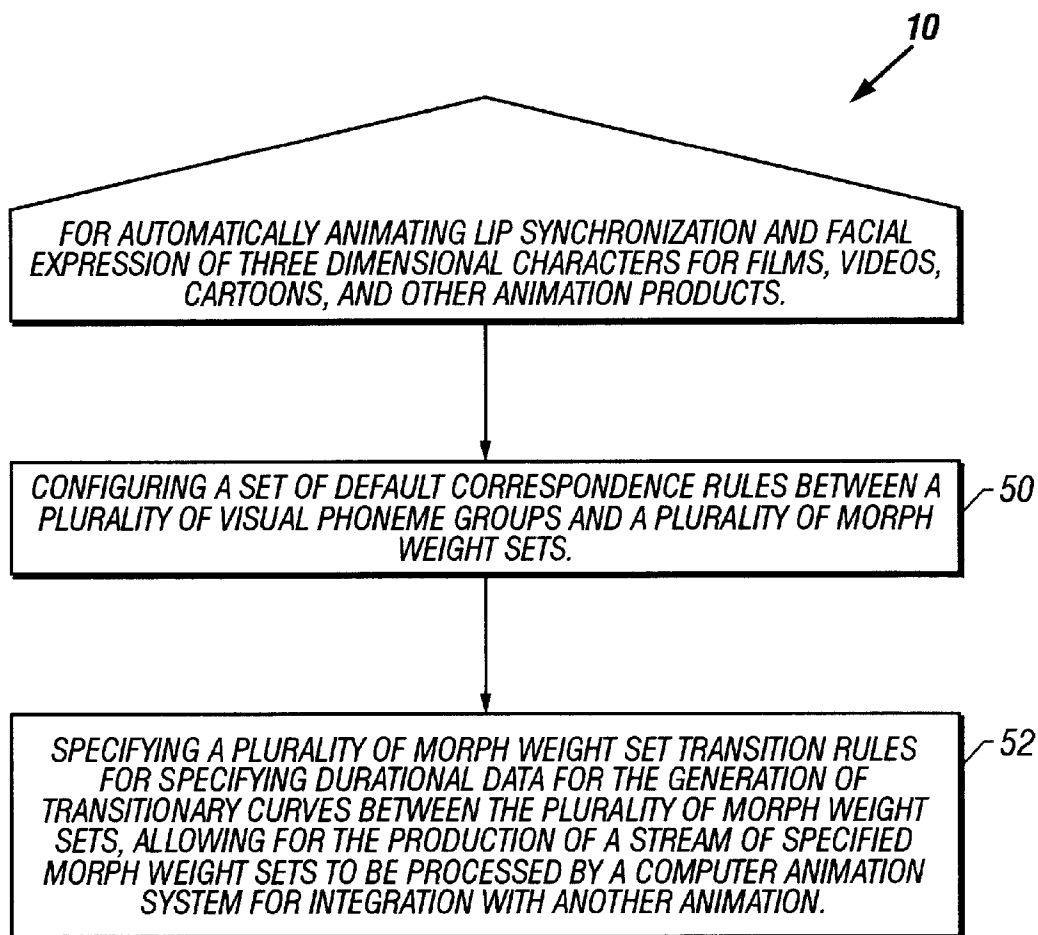 10
FOR AUTOMATICALLY ANIMATING LIP SYNCHRONIZATION AND FACIAL
EXPRESSION OF THREE DIMENSIONAL CHARACTERS FOR FILMS, VIDEOS,
CARTOONS, AND OTHER ANIMATION PRODUCTS.
CONFIGURING A SET OF DEFAULT CORRESPONDENCE RULES BETWEEN A
PLURALITY OF VISUAL PHONEME GROUPS AND A PLURALITY OF MORPH
WEIGHT SETS.
50
SPECIFYING A PLURALITY OF MORPH WEIGHT SET TRANSITION RULES
FOR SPECIFYING DURATIONAL DATA FOR THE GENERATION OF
TRANSITIONARY CURVES BETWEEN THE PLURALITY OF MORPH WEIGHT
SETS, ALLOWING FOR THE PRODUCTION OF A STREAM OF SPECIFIED
MORPH WEIGHT SETS TO BE PROCESSED BY A COMPUTER ANIMATION
SYSTEM FOR INTEGRATION WITH ANOTHER ANIMATION.
52